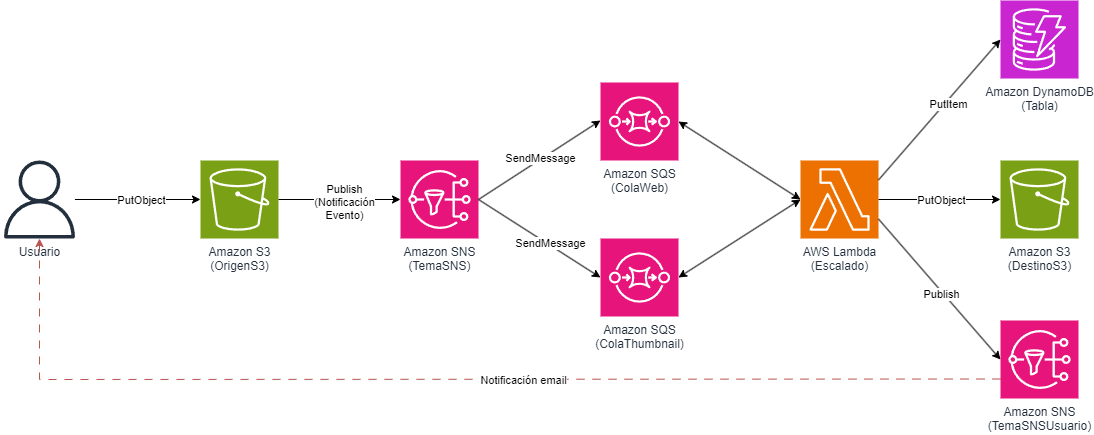 Usuario
PutObject
Amazon S3
(OrigenS3)
Publish
(Notificación
Evento)
Amazon SNS
(TemaSNS)
SendMessage
SendMessage
Amazon SQS
(ColaWeb)
Amazon SQS
(ColaThumbnail)
AWS Lambda
(Escalado)
PutItem
PutObject
Publish
Amazon DynamoDB
(Tabla)
Amazon S3
(DestinoS3)
Amazon SNS
(TemaSNSUsuario)
Notificación email